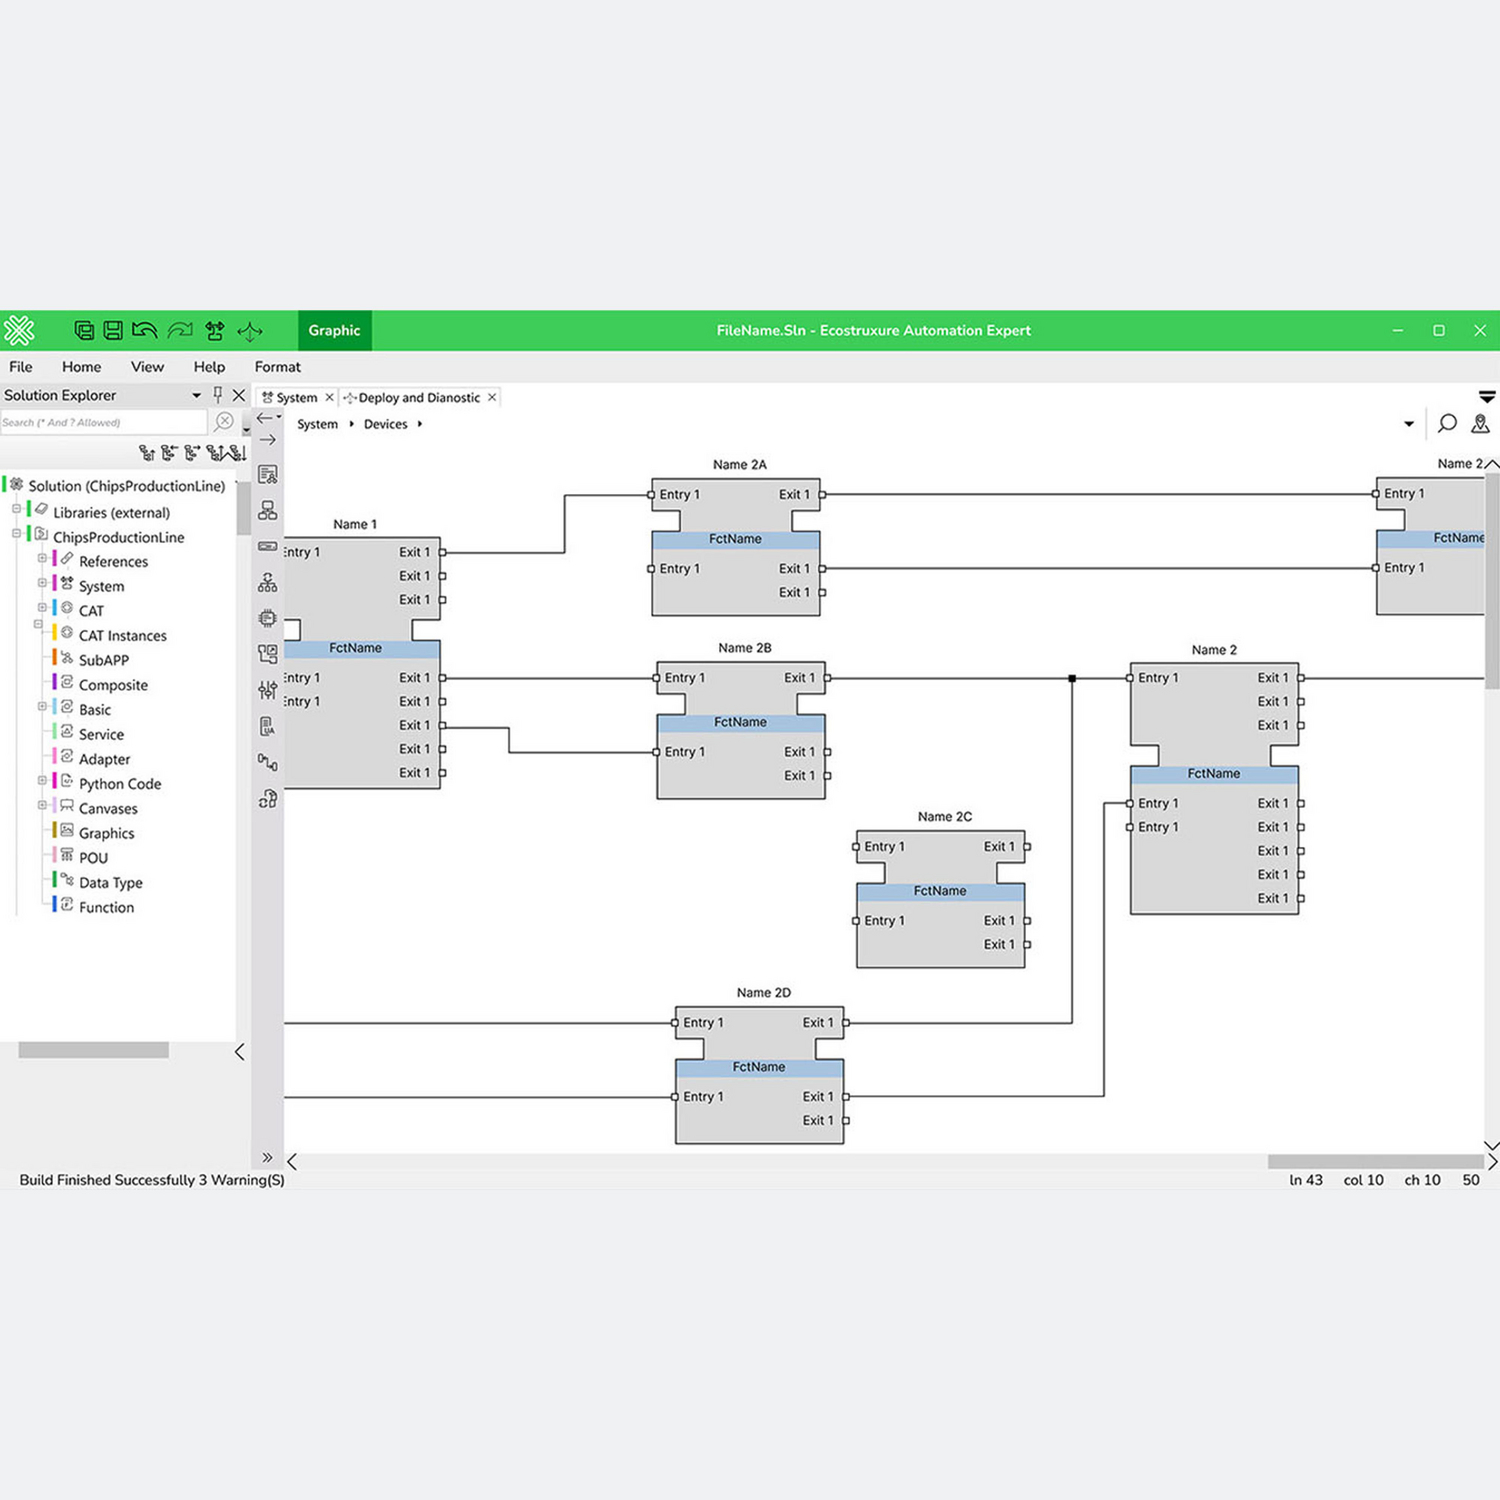 Graphic
FileName.Sln - Ecostruxure Automation Expert
File Home View Help Format
Solution Explorer
Search (* And ? Allowed)
Solution (ChipsProductionLine)
Libraries (external)
ChipsProductionLine
References
System
CAT
CAT Instances
SubAPP
Composite
Basic
Service
Adapter
Python Code
Canvases
Graphics
POU
Data Type
Function
System Deploy and Dianostic
System Devices
Name 1
Entry 1 Exit 1
Exit 1
Exit 1
FctName
Entry 1 Exit 1
Entry 1 Exit 1
Exit 1
Exit 1
Exit 1
Name 2A
Entry 1 Exit 1
FctName
Entry 1 Exit 1
Exit 1
Name 2
Entry 1
FctName
Entry 1
Name 2B
Entry 1 Exit 1
FctName
Entry 1 Exit 1
Exit 1
Name 2
Entry 1 Exit 1
Exit 1
Exit 1
FctName
Entry 1 Exit 1
Entry 1 Exit 1
Exit 1
Exit 1
Exit 1
Name 2C
Entry 1 Exit 1
FctName
Entry 1 Exit 1
Exit 1
Name 2D
Entry 1 Exit 1
FctName
Entry 1 Exit 1
Exit 1
Build Finished Successfully 3 Warning(S)
ln 43 col 10 ch 10 50